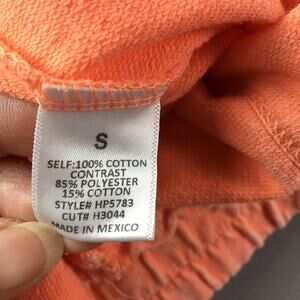 S
SELF:100% COTTON
CONTRAST
85% POLYESTER
15% COTTON
STYLE# HP5783
CUT# H3044
MADE IN MEXICO